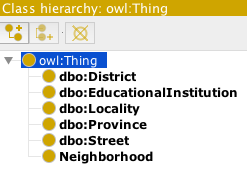 Class hierarchy: owl:Thing
owl:Thing
dbo:District
dbo:EducationalInstitution
dbo:Locality
dbo:Province
dbo:Street
Neighborhood